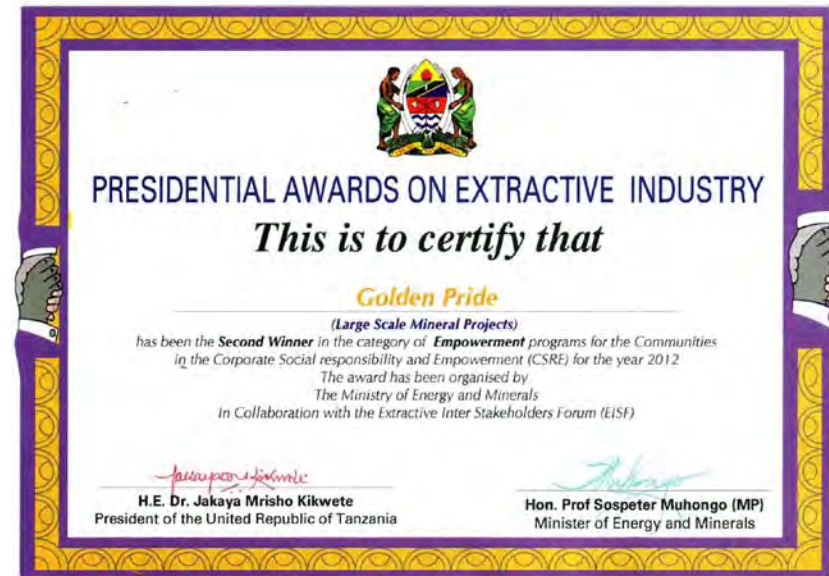 PRESIDENTIAL AWARDS ON EXTRACTIVE INDUSTRY
This is to certify that
Golden Pride
(Large Scale Mineral Projects)
has been the Second Winner in the category of Empowerment programs for the Communities
in the Corporate Social responsibility and Empowerment (CSRE) for the year 2012
The award has been organised by
The Ministry of Energy and Minerals
In Collaboration with the Extractive Inter Stakeholders Forum (EISF)
H.E. Dr. Jakaya Mrisho Kikwete
President of the United Republic of Tanzania
Hon. Prof Sospeter Muhongo (MP)
Minister of Energy and Minerals